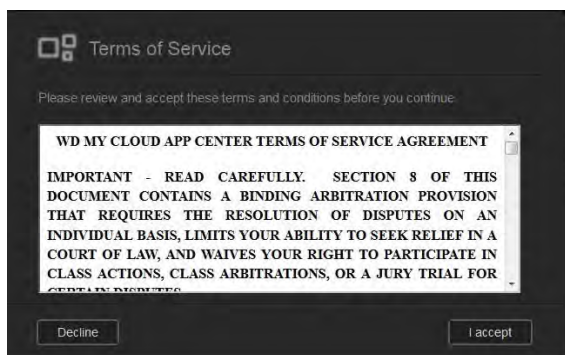 Terms of Service
Please review and accept these terms and conditions before you continue.
WD MY CLOUD APP CENTER TERMS OF SERVICE AGREEMENT
IMPORTANT - READ CAREFULLY. SECTION 8 OF THIS
DOCUMENT CONTAINS A BINDING ARBITRATION PROVISION
THAT REQUIRES THE RESOLUTION OF DISPUTES ON AN
INDIVIDUAL BASIS, LIMITS YOUR ABILITY TO SEEK RELIEF IN A
COURT OF LAW, AND WAIVES YOUR RIGHT TO PARTICIPATE IN
CLASS ACTIONS, CLASS ARBITRATIONS, OR A JURY TRIAL FOR
CERTAIN DISPUTES
Decline
I accept